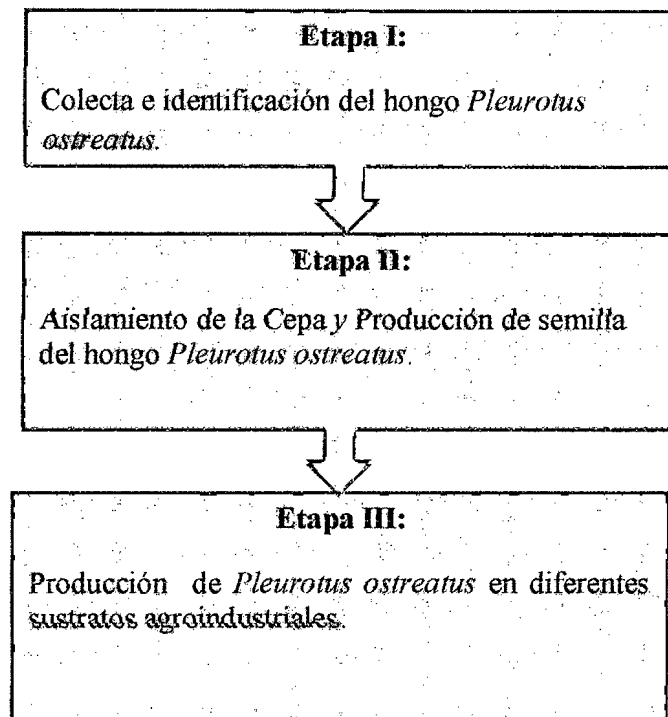 Etapa I:
Colecta e identificación del hongo Pleurotus
ostreatus.
Etapa II:
Aislamiento de la Cepa y Producción de semilla
del hongo Pleurotus ostreatus.
Etapa III:
Producción de Pleurotus ostreatus en diferentes
sustratos agroindustriales.